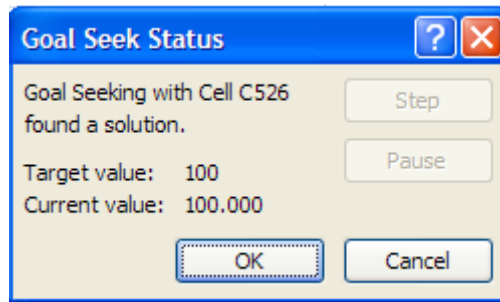 Goal Seek Status
?
Goal Seeking with Cell C526
found a solution.
Step
Pause
Target value: 100
Current value: 100.000
OK
Cancel